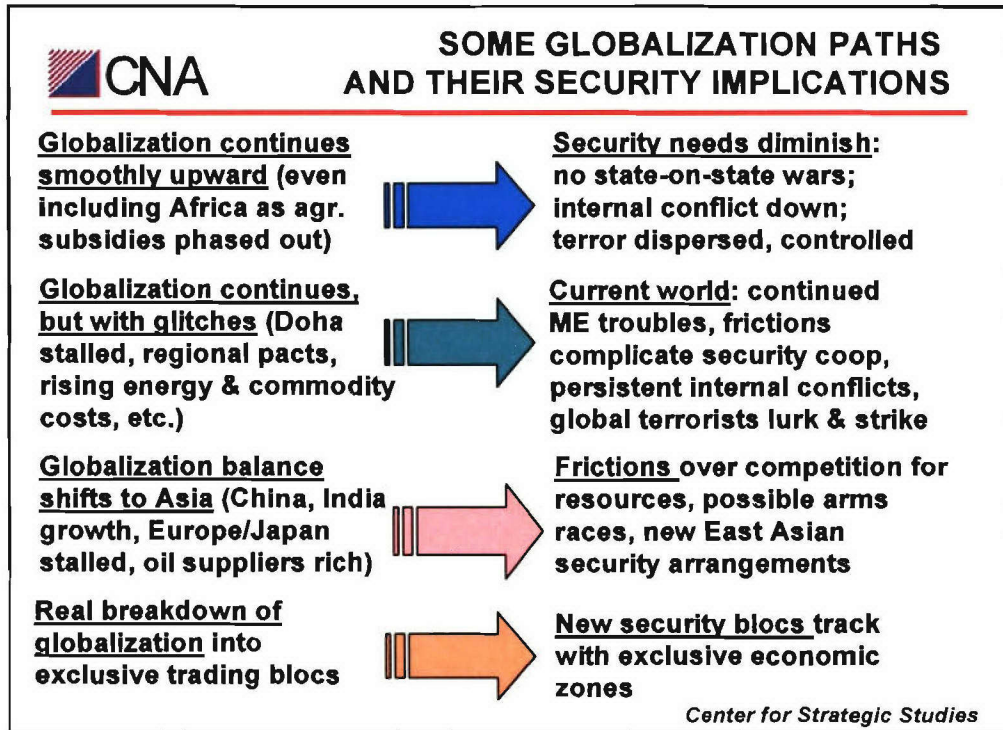 CNA
SOME GLOBALIZATION PATHS
AND THEIR SECURITY IMPLICATIONS
Globalization continues
smoothly upward (even
including Africa as agr.
subsidies phased out)
Security needs diminish:
no state-on-state wars;
internal conflict down;
terror dispersed, controlled
Globalization continues,
but with glitches (Doha
stalled, regional pacts,
rising energy & commodity
costs, etc.)
Current world: continued
ME troubles, frictions
complicate security coop,
persistent internal conflicts,
global terrorists lurk & strike
Globalization balance
shifts to Asia (China, India
growth, Europe/Japan
stalled, oil suppliers rich)
Frictions over competition for
resources, possible arms
races, new East Asian
security arrangements
Real breakdown of
globalization into
exclusive trading blocs
New security blocs track
with exclusive economic
zones
Center for Strategic Studies